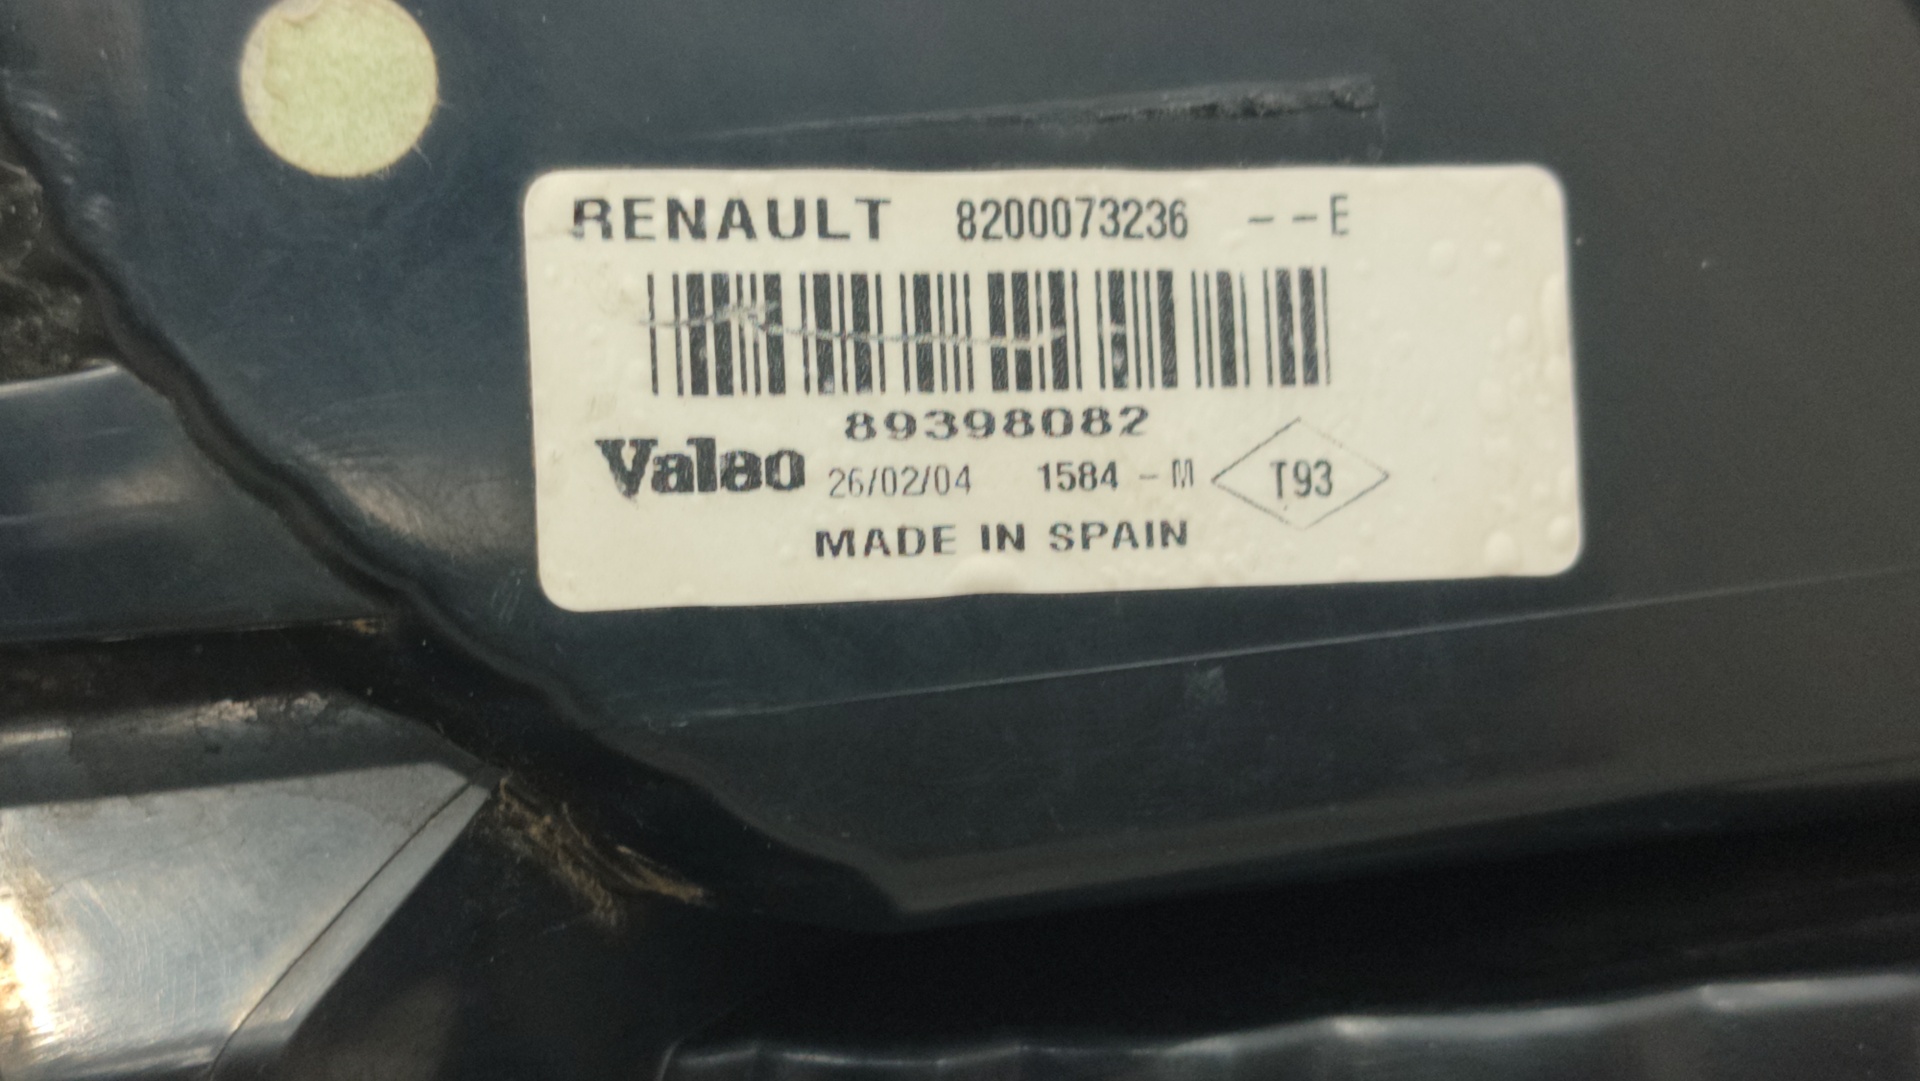 RENAULT 8200073236 --E
89398082
Valeo 26/02/04 1584 -M T93
MADE IN SPAIN